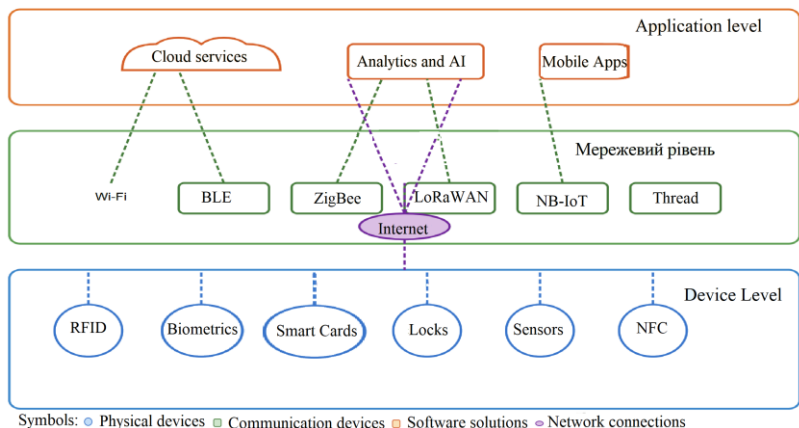 Application level
Cloud services
Analytics and AI
Mobile Apps
Мережевий рівень
Wi-Fi
BLE
ZigBee
LoRaWAN
NB-IoT
Thread
Internet
Device Level
RFID
Biometrics
Smart Cards
Locks
Sensors
NFC
Symbols: Physical devices Communication devices Software solutions Network connections